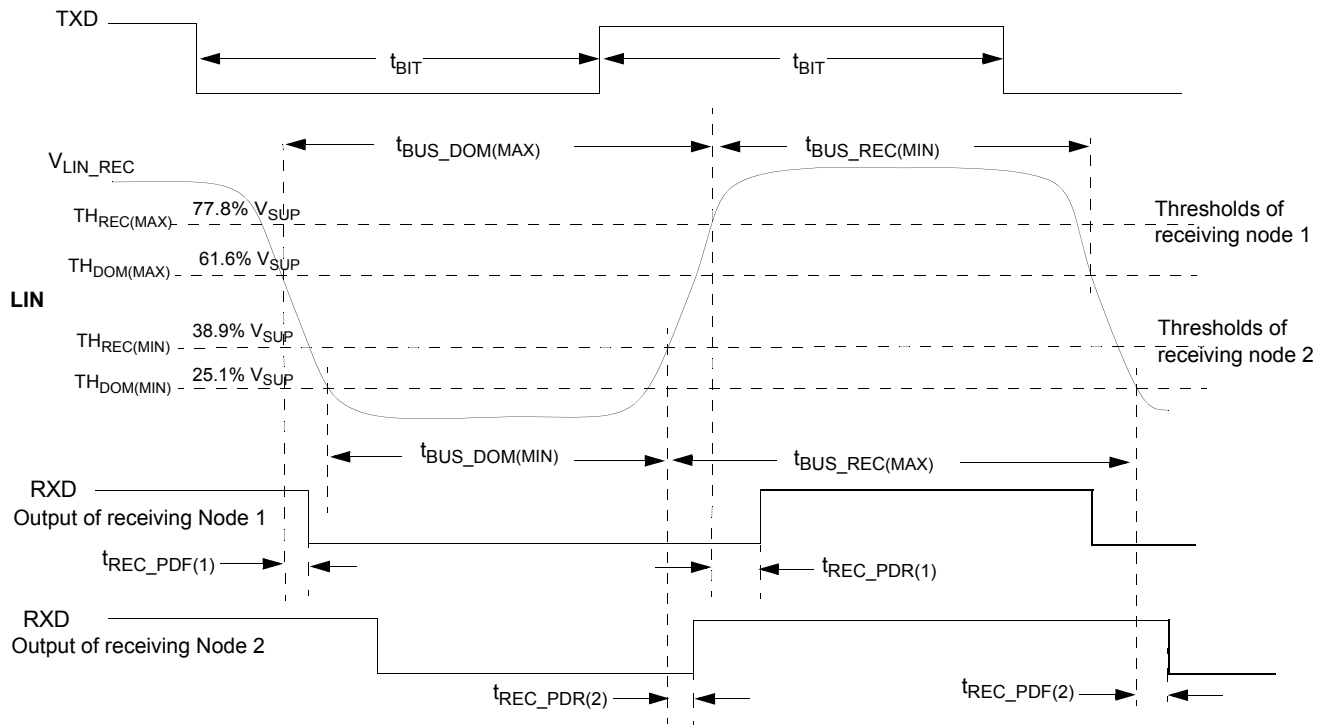 TXD
tBIT
tBIT
tBUS_DOM(MAX)
tBUS_REC(MIN)
VLIN_REC
THREC(MAX)
77.8% VSUP
Thresholds of
receiving node 1
THDOM(MAX)
61.6% VSUP
LIN
THREC(MIN)
38.9% VSUP
Thresholds of
receiving node 2
THDOM(MIN)
25.1% VSUP
tBUS_DOM(MIN)
tBUS_REC(MAX)
RXD
Output of receiving Node 1
tREC_PDF(1)
tREC_PDR(1)
RXD
Output of receiving Node 2
tREC_PDR(2)
tREC_PDF(2)